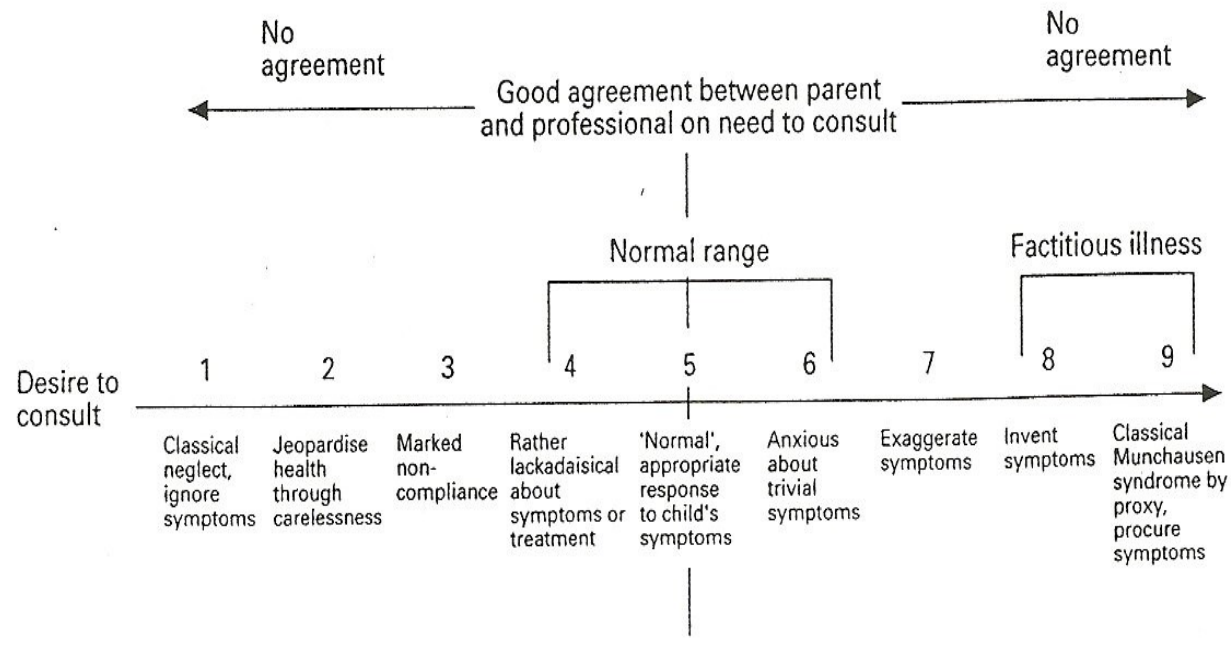 No
agreement
No
agreement
Good agreement between parent
and professional on need to consult
Normal range
Factitious illness
Desire to
consult
1
2
3
4
5
6
7
8
9
Classical
neglect,
ignore
symptoms
Jeopardise
health
through
carelessness
Marked
non-
compliance
Rather
lackadaisical
about
symptoms or
treatment
'Normal',
appropriate
response
to child's
symptoms
Anxious
about
trivial
symptoms
Exaggerate
symptoms
Invent
symptoms
Classical
Munchausen
syndrome by
proxy,
procure
symptoms